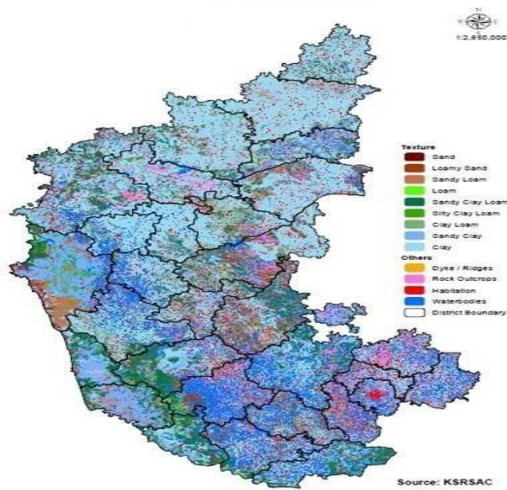 N
W E
S
1:2,850,000
Texture
Sand
Loamy Sand
Sandy Loam
Loam
Sandy Clay Loam
Silty Clay Loam
Clay Loam
Sandy Clay
Clay
Others
Dyke / Ridges
Rock Outcrops
Habitation
Waterbodies
District Boundary
Source: KSRSAC